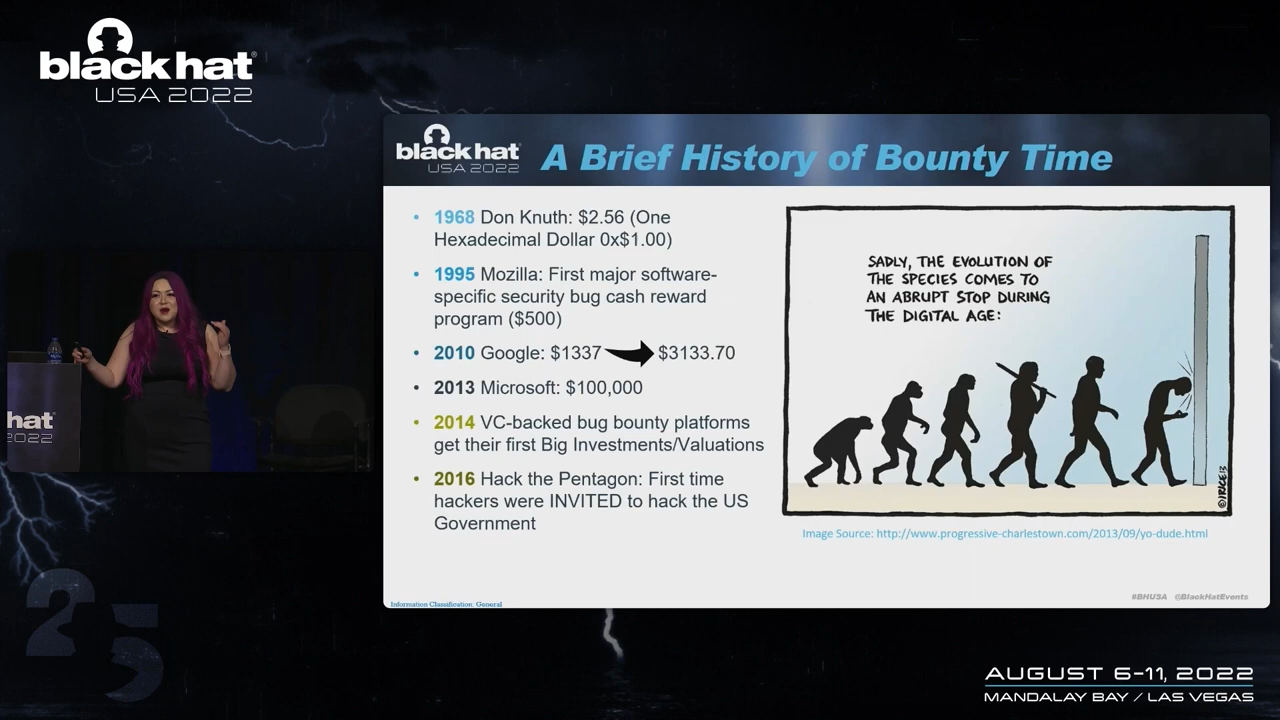 black hat®
USA 2022
black hat
USA 2022
A Brief History of Bounty Time
• 1968 Don Knuth: $2.56 (One
Hexadecimal Dollar 0x$1.00)
• 1995 Mozilla: First major software-
specific security bug cash reward
program ($500)
• 2010 Google: $1337 $3133.70
• 2013 Microsoft: $100,000
• 2014 VC-backed bug bounty platforms
get their first Big Investments/Valuations
• 2016 Hack the Pentagon: First time
hackers were INVITED to hack the US
Government
SADLY, THE EVOLUTION OF
THE SPECIES COMES TO
AN ABRUPT STOP DURING
THE DIGITAL AGE:
Image Source: http://www.progressive-charlestown.com/2013/09/yo-dude.html
Information Classification: General
#BHUSA @BlackHatEvents
hat
2022
25
AUGUST 6-11, 2022
MANDALAY BAY / LAS VEGAS